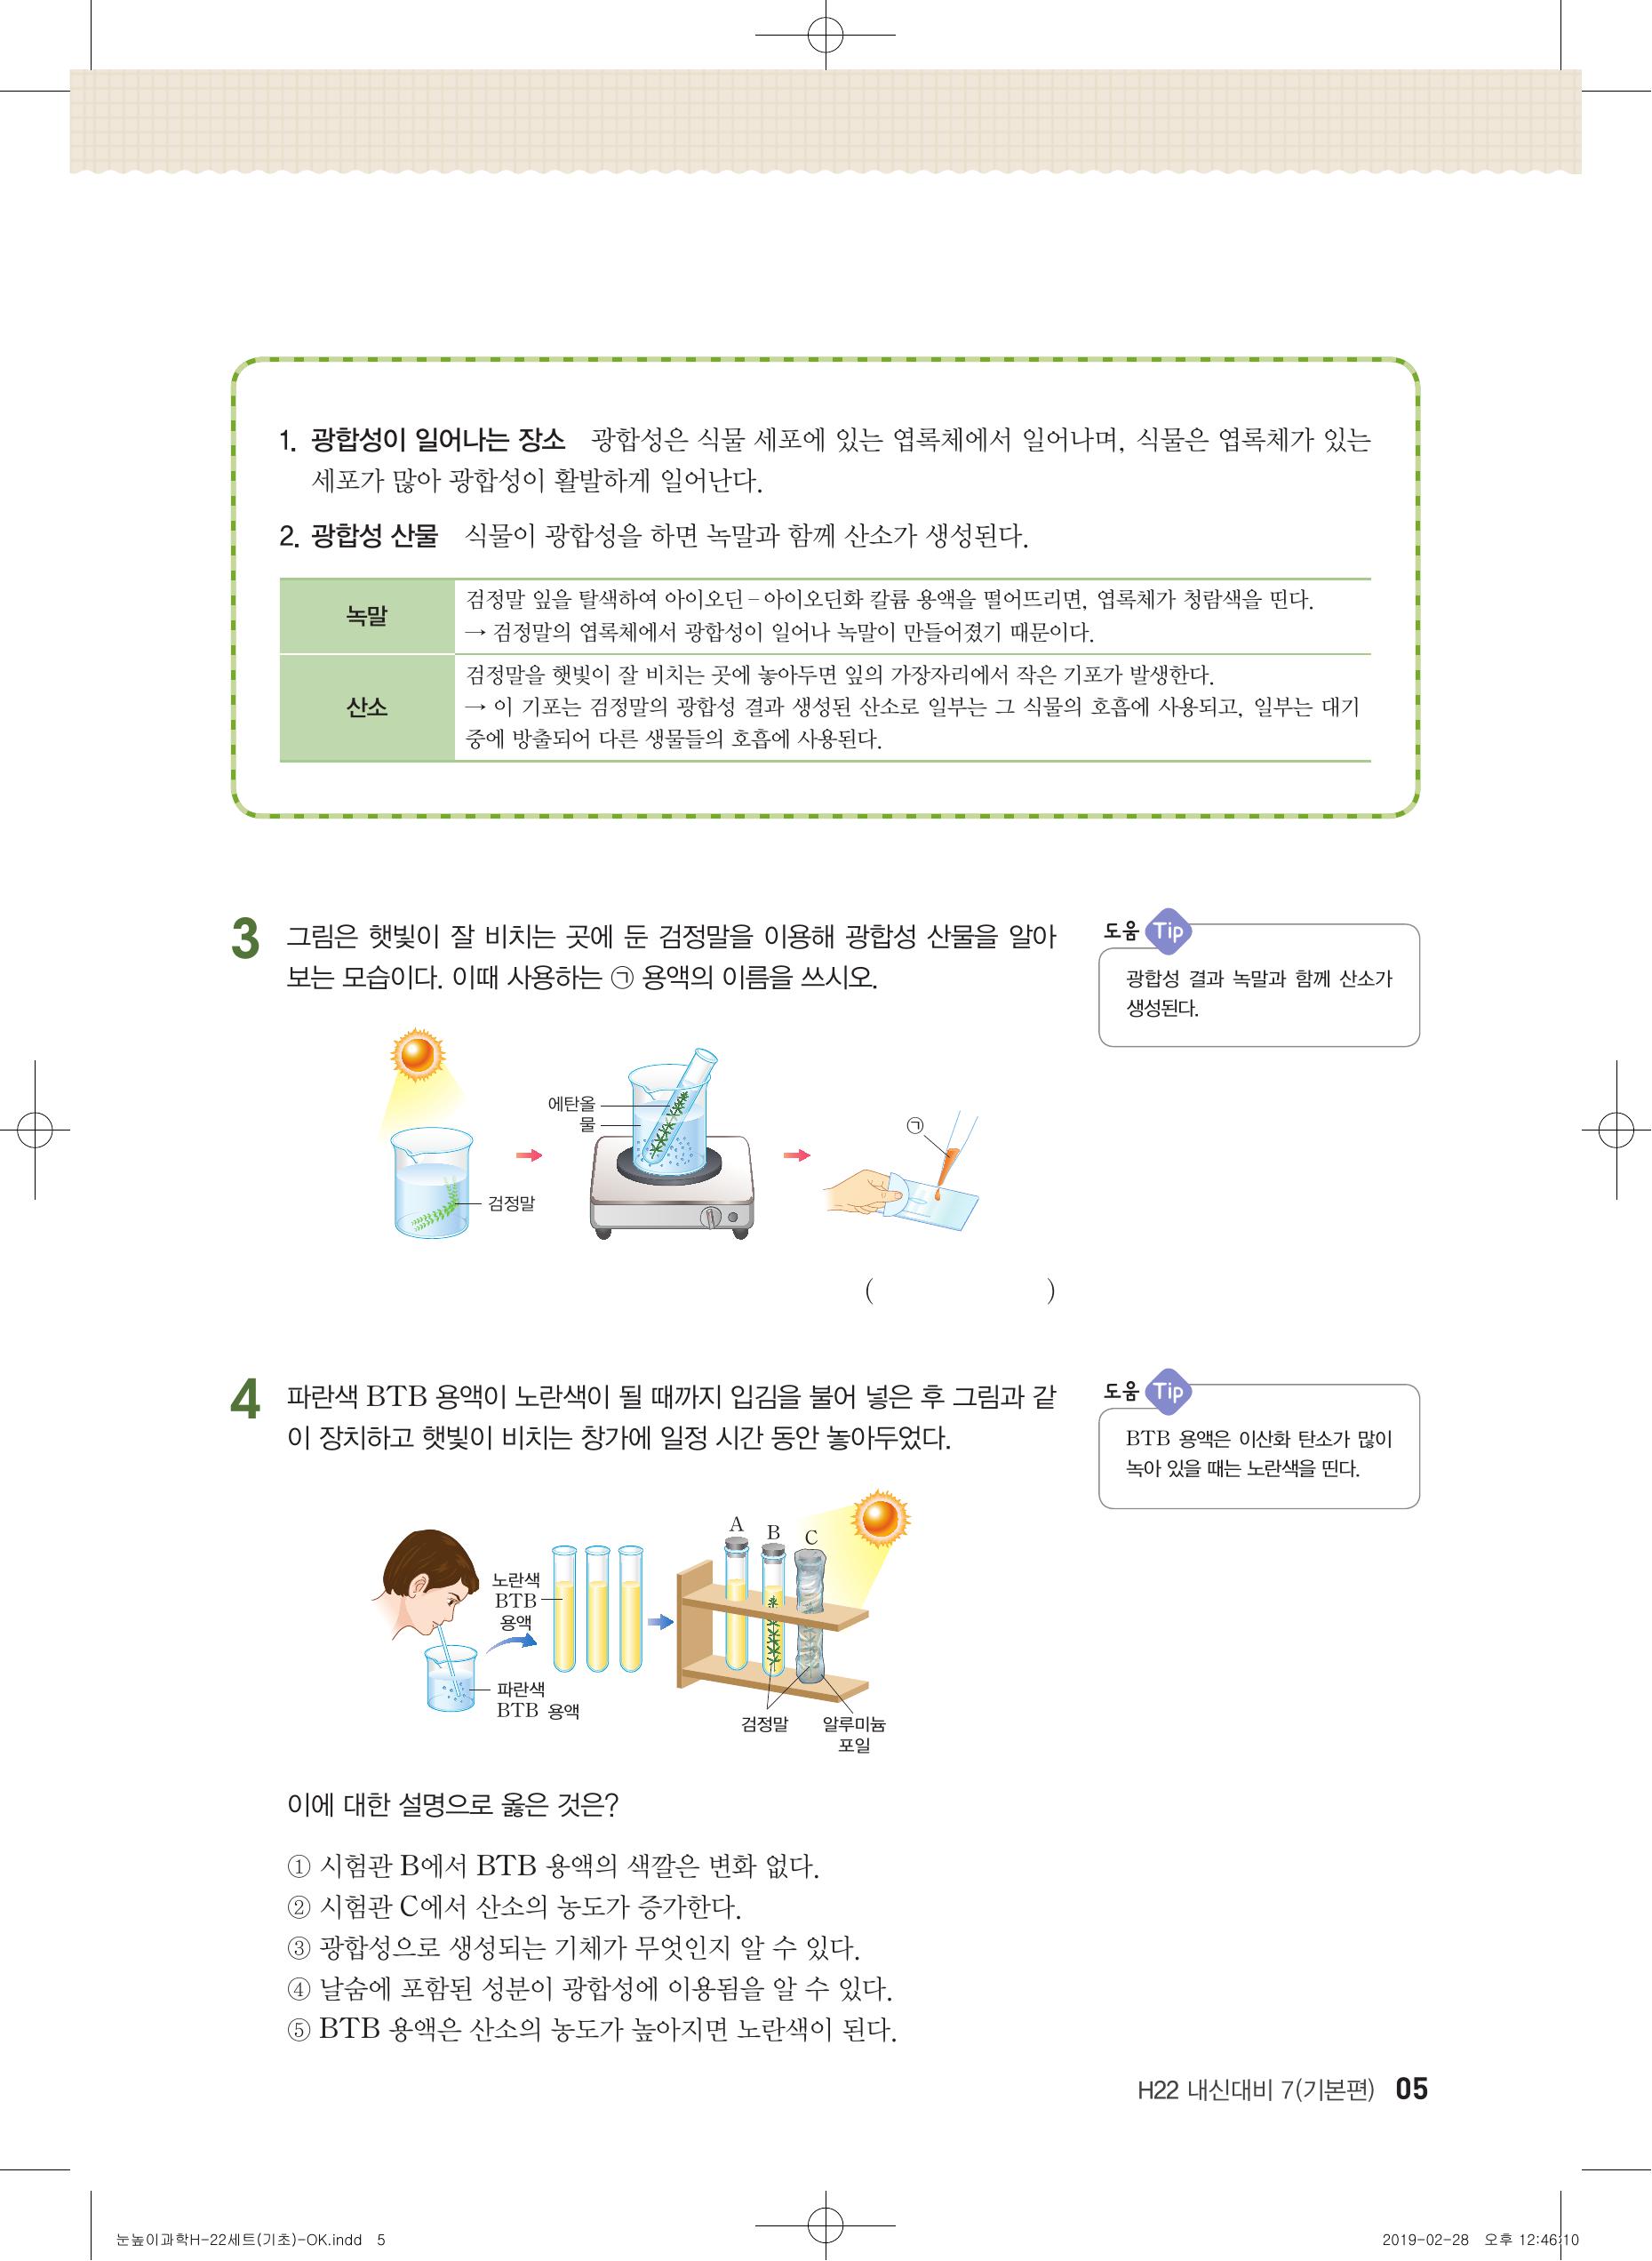 1. 광합성이 일어나는 장소 광합성은 식물 세포에 있는 엽록체에서 일어나며, 식물은 엽록체가 있는
세포가 많아 광합성이 활발하게 일어난다.
2. 광합성 산물 식물이 광합성을 하면 녹말과 함께 산소가 생성된다.
녹말
검정말 잎을 탈색하여 아이오딘-아이오딘화 칼륨 용액을 떨어뜨리면, 엽록체가 청람색을 띤다.
→ 검정말의 엽록체에서 광합성이 일어나 녹말이 만들어졌기 때문이다.
산소
검정말을 햇빛이 잘 비치는 곳에 놓아두면 잎의 가장자리에서 작은 기포가 발생한다.
→ 이 기포는 검정말의 광합성 결과 생성된 산소로 일부는 그 식물의 호흡에 사용되고, 일부는 대기
중에 방출되어 다른 생물들의 호흡에 사용된다.
3 그림은 햇빛이 잘 비치는 곳에 둔 검정말을 이용해 광합성 산물을 알아
보는 모습이다. 이때 사용하는 ㉠ 용액의 이름을 쓰시오.
도움 Tip
광합성 결과 녹말과 함께 산소가
생성된다.
에탄올
물
㉠
검정말
( )
4 파란색 BTB 용액이 노란색이 될 때까지 입김을 불어 넣은 후 그림과 같
이 장치하고 햇빛이 비치는 창가에 일정 시간 동안 놓아두었다.
도움 Tip
BTB 용액은 이산화 탄소가 많이
녹아 있을 때는 노란색을 띤다.
A B C
노란색
BTB
용액
파란색
BTB 용액
검정말
알루미늄
포일
이에 대한 설명으로 옳은 것은?
① 시험관 B에서 BTB 용액의 색깔은 변화 없다.
② 시험관 C에서 산소의 농도가 증가한다.
③ 광합성으로 생성되는 기체가 무엇인지 알 수 있다.
④ 날숨에 포함된 성분이 광합성에 이용됨을 알 수 있다.
⑤ BTB 용액은 산소의 농도가 높아지면 노란색이 된다.
H22 내신대비 7(기본편) 05
눈높이과학H-22세트(기초)-OK.indd 5
2019-02-28 오후 12:46:10